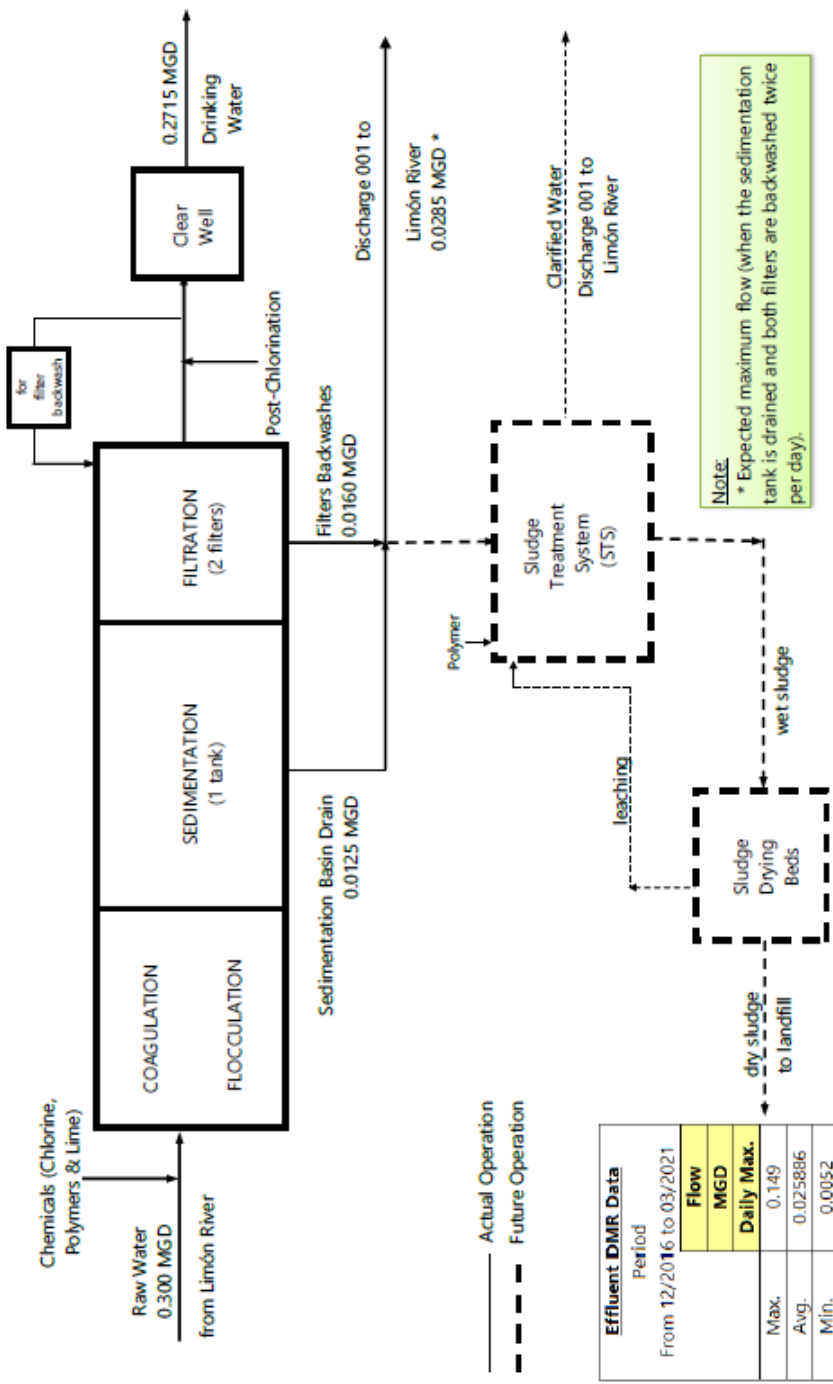 Chemicals (Chlorine,
Polymers & Lime)
Raw Water
0.300 MGD
from Limón River
COAGULATION
FLOCCULATION
SEDIMENTATION
(1 tank)
FILTRATION
(2 filters)
for
filter
backwash
Post-Chlorination
Clear
Well
0.2715 MGD
Drinking
Water
Sedimentation Basin Drain
0.0125 MGD
Filters Backwashes
0.0160 MGD
Discharge 001 to
Limón River
0.0285 MGD *
Actual Operation
Future Operation
Polymer
Sludge
Treatment
System
(STS)
Clarified Water
Discharge 001 to
Limón River
leaching
wet sludge
Sludge
Drying
Beds
dry sludge
to landfill
Effluent DMR Data
Period
From 12/2016 to 03/2021
Flow
MGD
Daily Max.
Max. 0.149
Avg. 0.025886
Min. 0.0052
Note:
* Expected maximum flow (when the sedimentation
tank is drained and both filters are backwashed twice
per day).